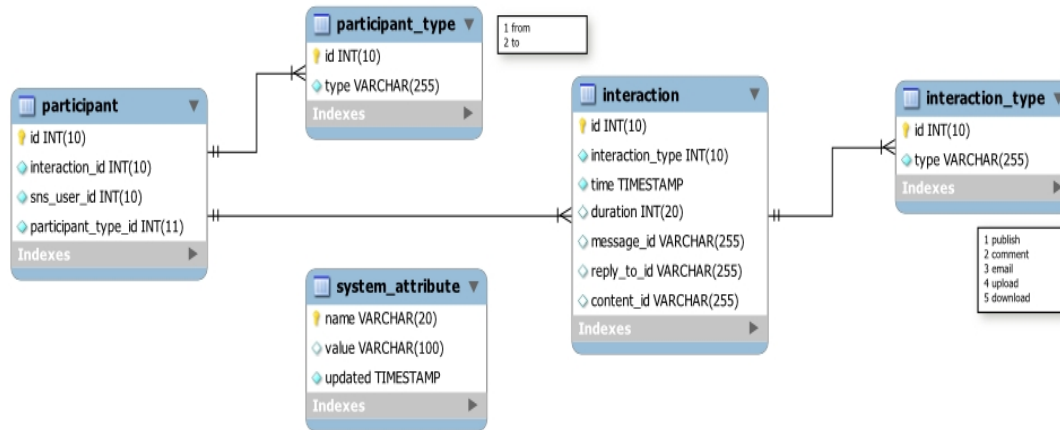 participant_type
id INT(10)
type VARCHAR(255)
Indexes
1 from
2 to
participant
id INT(10)
interaction_id INT(10)
sns_user_id INT(10)
participant_type_id INT(11)
Indexes
interaction
id INT(10)
interaction_type INT(10)
time TIMESTAMP
duration INT(20)
message_id VARCHAR(255)
reply_to_id VARCHAR(255)
content_id VARCHAR(255)
Indexes
interaction_type
id INT(10)
type VARCHAR(255)
Indexes
1 publish
2 comment
3 email
4 upload
5 download
system_attribute
name VARCHAR(20)
value VARCHAR(100)
updated TIMESTAMP
Indexes